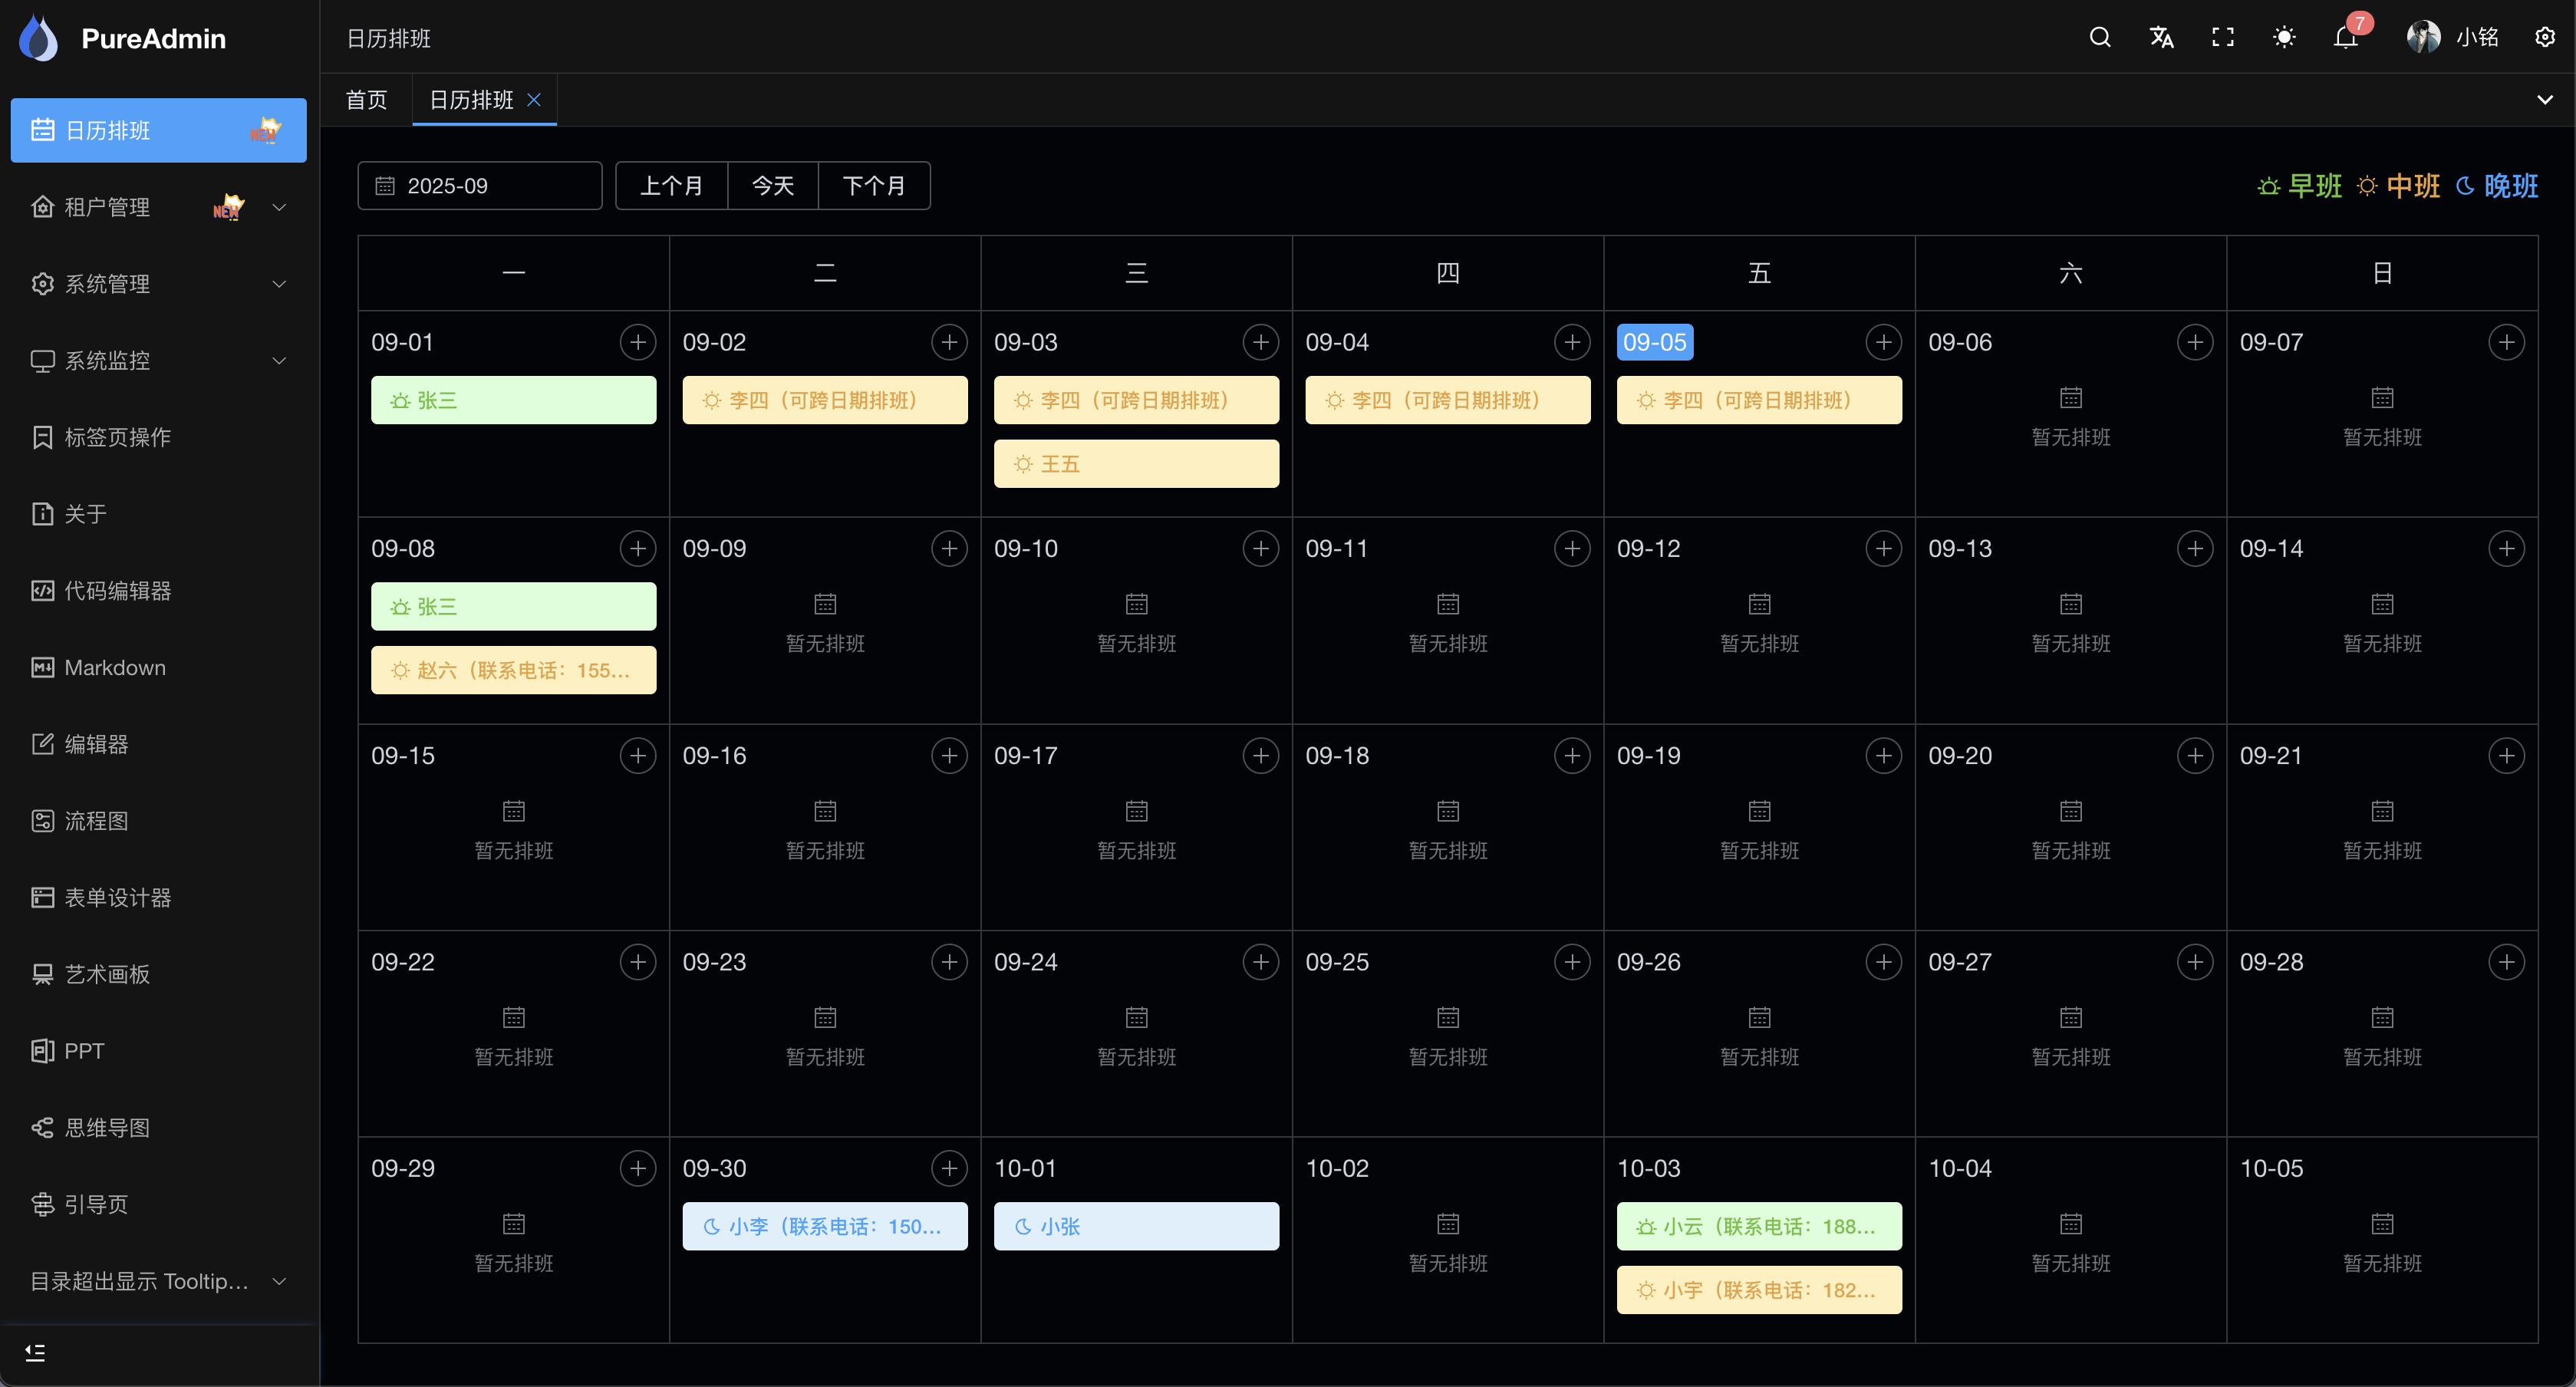 PureAdmin
日历排班
7
小铭
首页
日历排班
日历排班
NEW
租户管理
NEW
系统管理
系统监控
标签页操作
关于
代码编辑器
Markdown
编辑器
流程图
表单设计器
艺术画板
PPT
思维导图
引导页
目录超出显示 Tooltip...
2025-09
上个月 今天 下个月
早班 中班 晚班
一 二 三 四 五 六 日
09-01 09-02 09-03 09-04 09-05 09-06 09-07
张三 李四（可跨日期排班） 李四（可跨日期排班） 李四（可跨日期排班） 李四（可跨日期排班）
暂无排班 暂无排班
王五
09-08 09-09 09-10 09-11 09-12 09-13 09-14
张三
暂无排班 暂无排班 暂无排班 暂无排班 暂无排班 暂无排班
赵六（联系电话：155...
09-15 09-16 09-17 09-18 09-19 09-20 09-21
暂无排班 暂无排班 暂无排班 暂无排班 暂无排班 暂无排班 暂无排班
09-22 09-23 09-24 09-25 09-26 09-27 09-28
暂无排班 暂无排班 暂无排班 暂无排班 暂无排班 暂无排班 暂无排班
09-29 09-30 10-01 10-02 10-03 10-04 10-05
小李（联系电话：150... 小张 小云（联系电话：188...
暂无排班 暂无排班 暂无排班 暂无排班
小宇（联系电话：182...